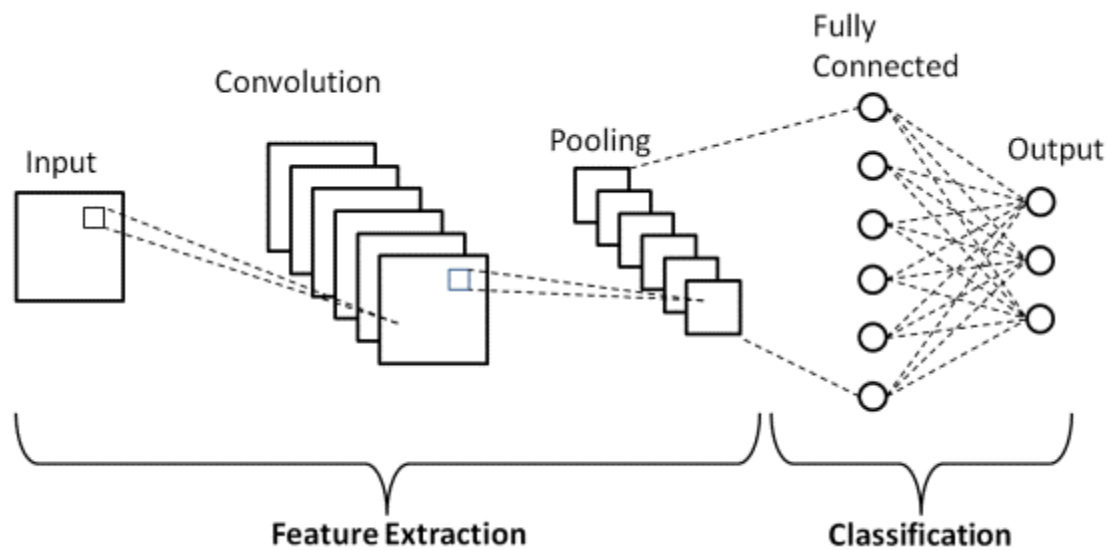 Fully
Connected
Convolution
Pooling
Input
Output
Feature Extraction
Classification